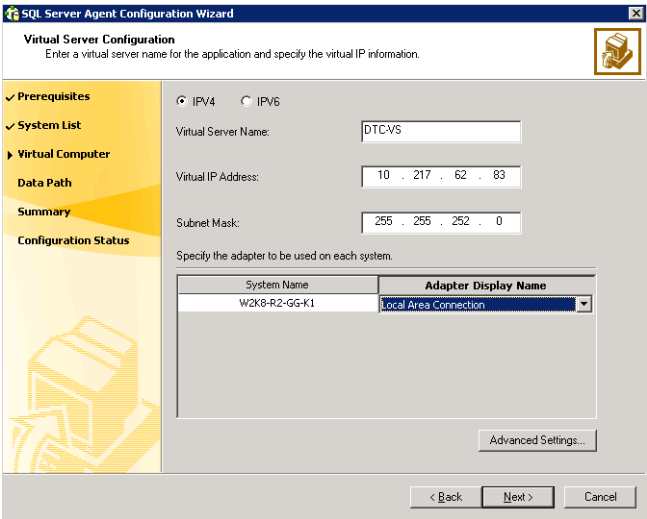 SQL Server Agent Configuration Wizard
Virtual Server Configuration
Enter a virtual server name for the application and specify the virtual IP information.
Prerequisites
System List
Virtual Computer
Data Path
Summary
Configuration Status
IPV4 IPV6
Virtual Server Name: DTC-VS
Virtual IP Address: 10 . 217 . 62 . 83
Subnet Mask: 255 . 255 . 252 . 0
Specify the adapter to be used on each system.
System Name Adapter Display Name
W2K8-R2-GG-K1 Local Area Connection
Advanced Settings...
< Back Next > Cancel